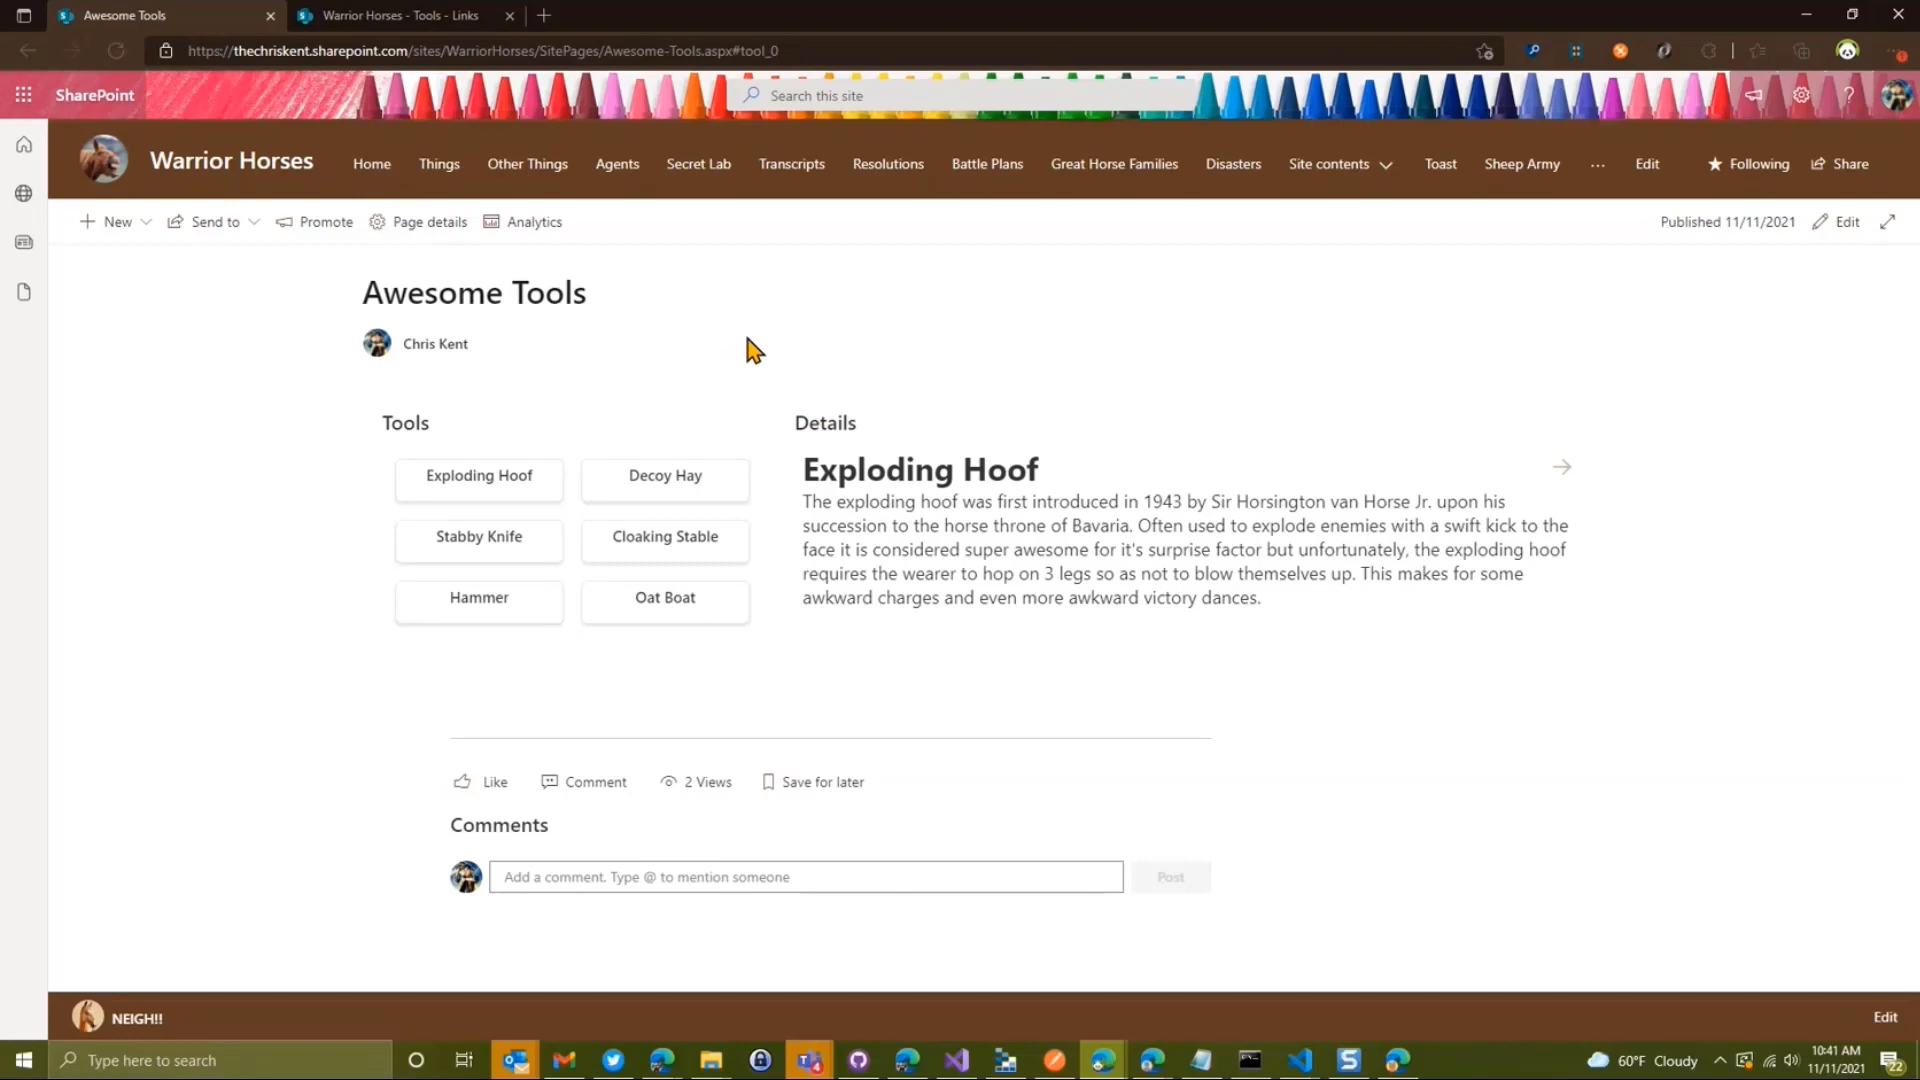 Awesome Tools
Warrior Horses - Tools - Links
https://thechriskent.sharepoint.com/sites/WarriorHorses/SitePages/Awesome-Tools.aspx#tool_0
SharePoint
Search this site
Warrior Horses
Home Things Other Things Agents Secret Lab Transcripts Resolutions Battle Plans Great Horse Families Disasters Site contents Toast Sheep Army ... Edit Following Share
New Send to Promote Page details Analytics
Published 11/11/2021 Edit
Awesome Tools
Chris Kent
Tools
Exploding Hoof Decoy Hay
Stabby Knife Cloaking Stable
Hammer Oat Boat
Details
Exploding Hoof
The exploding hoof was first introduced in 1943 by Sir Horsington van Horse Jr. upon his
succession to the horse throne of Bavaria. Often used to explode enemies with a swift kick to the
face it is considered super awesome for it's surprise factor but unfortunately, the exploding hoof
requires the wearer to hop on 3 legs so as not to blow themselves up. This makes for some
awkward charges and even more awkward victory dances.
Like Comment 2 Views Save for later
Comments
Add a comment. Type @ to mention someone
Post
NEIGH!!
Edit
Type here to search
60°F Cloudy
10:41 AM
11/11/2021
22